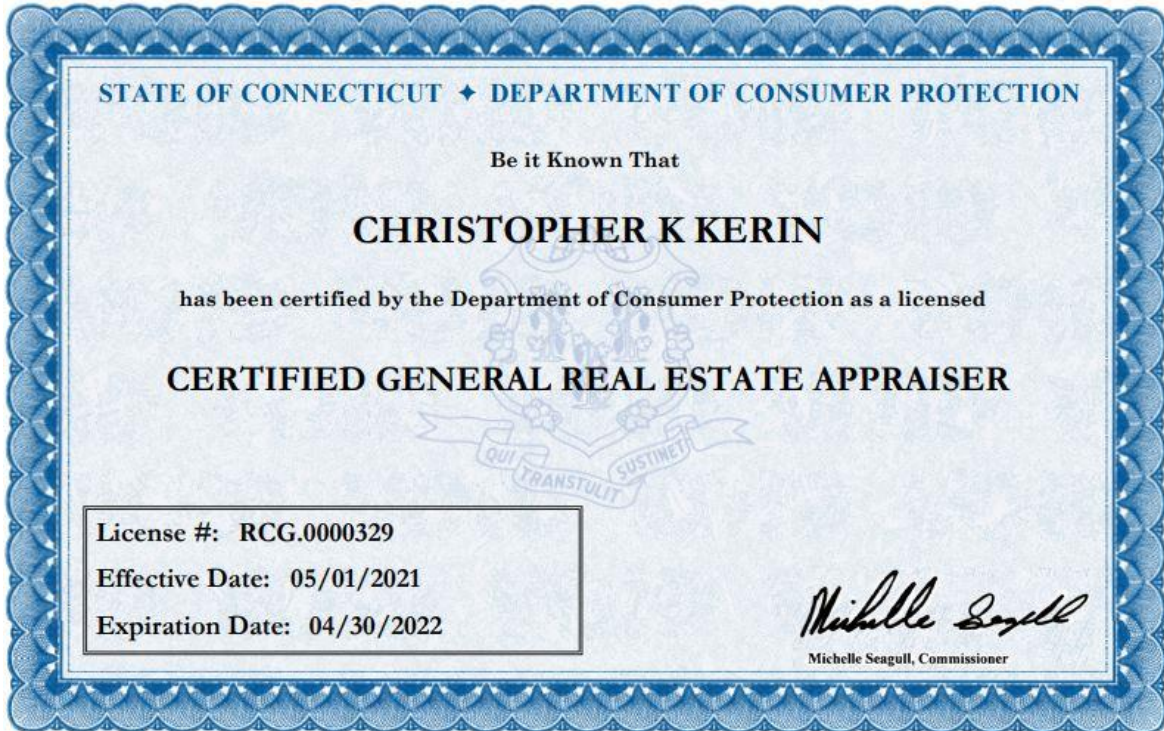 STATE OF CONNECTICUT ✦ DEPARTMENT OF CONSUMER PROTECTION
Be it Known That
CHRISTOPHER K KERIN
has been certified by the Department of Consumer Protection as a licensed
CERTIFIED GENERAL REAL ESTATE APPRAISER
QUI TRANSTULIT SUSTINET
License #: RCG.0000329
Effective Date: 05/01/2021
Expiration Date: 04/30/2022
Michelle Seagull
Michelle Seagull, Commissioner